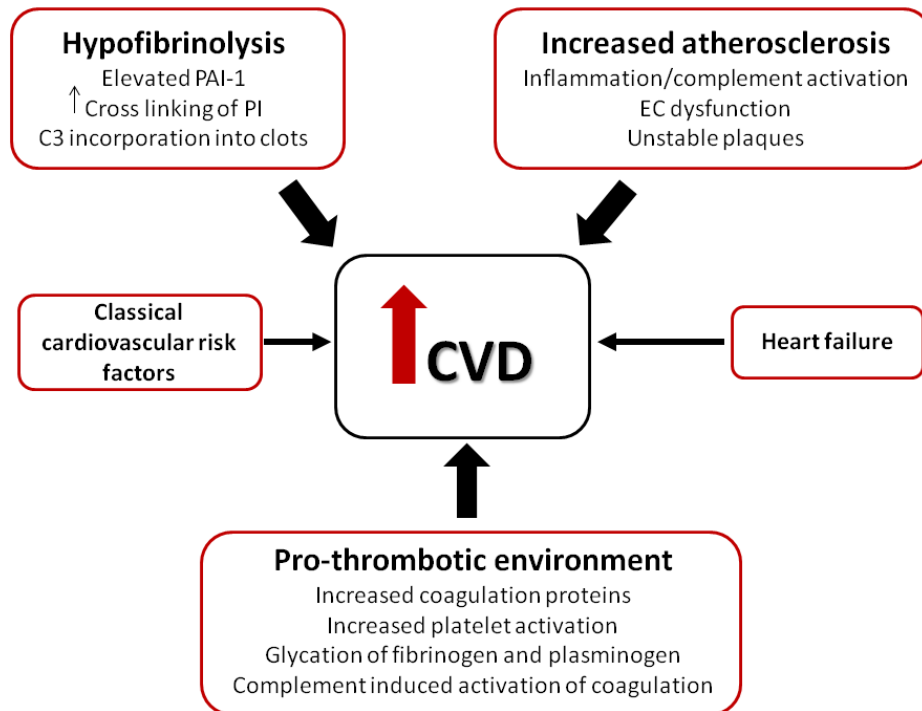 Hypofibrinolysis
Elevated PAI-1
↑ Cross linking of PI
C3 incorporation into clots
Increased atherosclerosis
Inflammation/complement activation
EC dysfunction
Unstable plaques
Classical
cardiovascular risk
factors
CVD
Heart failure
Pro-thrombotic environment
Increased coagulation proteins
Increased platelet activation
Glycation of fibrinogen and plasminogen
Complement induced activation of coagulation